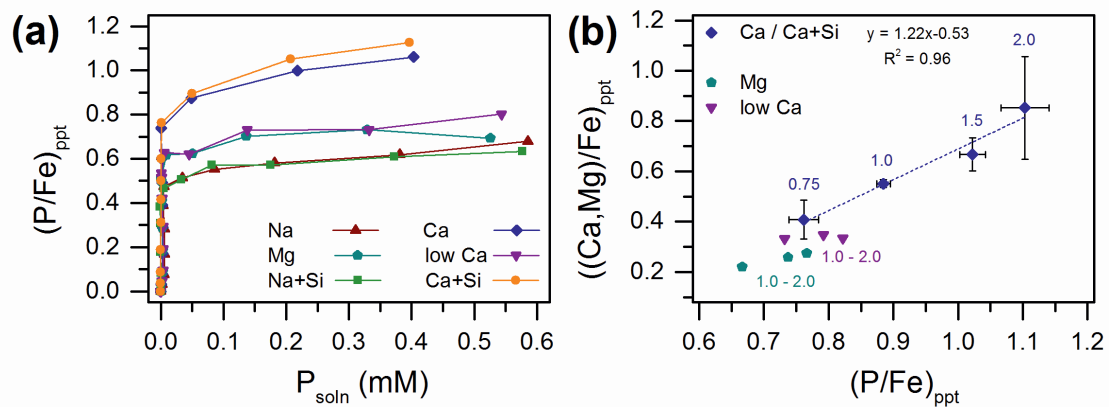 (a)
(P/Fe)ppt
1.2
1.0
0.8
0.6
0.4
0.2
0.0
Na
Mg
Na+Si
Ca
low Ca
Ca+Si
0.0 0.1 0.2 0.3 0.4 0.5 0.6
Psoln (mM)
(b)
((Ca,Mg)/Fe)ppt
1.2
1.0
0.8
0.6
0.4
0.2
Ca / Ca+Si
Mg
low Ca
y = 1.22x-0.53
R² = 0.96
2.0
1.5
1.0
0.75
1.0 - 2.0
1.0 - 2.0
0.6 0.7 0.8 0.9 1.0 1.1 1.2
(P/Fe)ppt